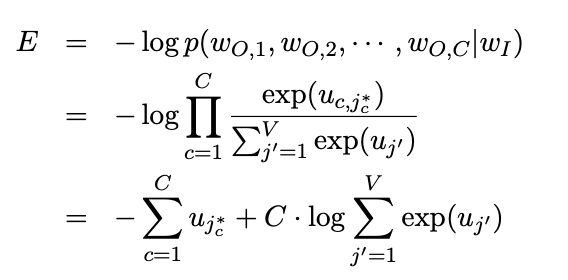 E = − log p(w_{O,1}, w_{O,2}, ⋯ , w_{O,C}|w_I)
= − log ∏_{c=1}^{C} exp(u_{c,j_c^*}) / ∑_{j′=1}^{V} exp(u_{j′})
= − ∑_{c=1}^{C} u_{j_c^*} + C · log ∑_{j′=1}^{V} exp(u_{j′})